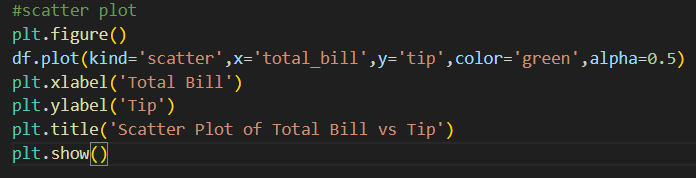 #scatter plot
plt.figure()
df.plot(kind='scatter',x='total_bill',y='tip',color='green',alpha=0.5)
plt.xlabel('Total Bill')
plt.ylabel('Tip')
plt.title('Scatter Plot of Total Bill vs Tip')
plt.show()